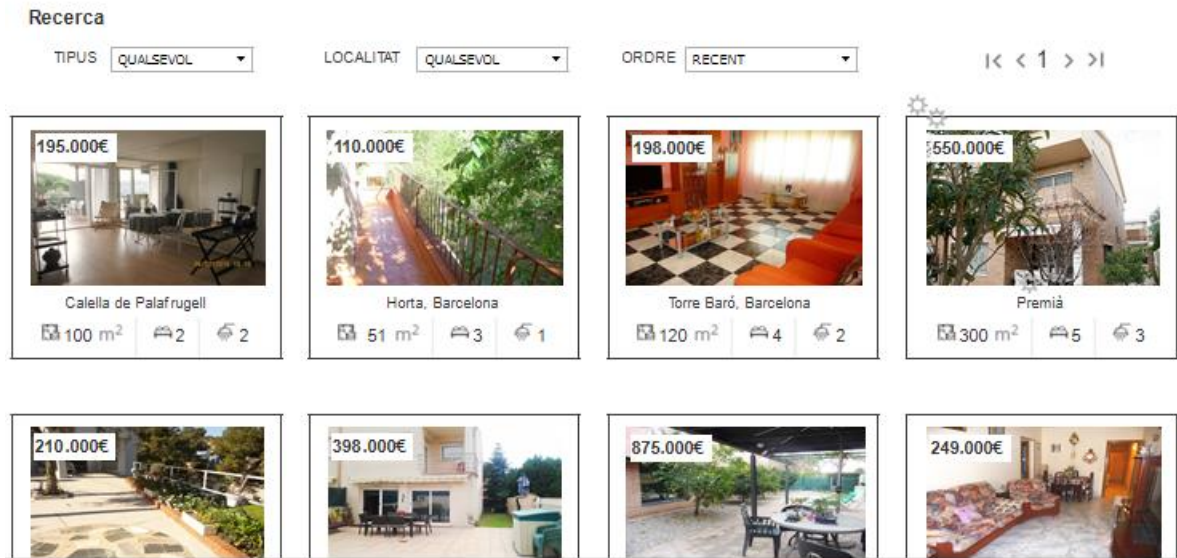 Recerca
TIPUS QUALSEVOL LOCALITAT QUALSEVOL ORDRE RECENT 1
195.000€ 110.000€ 198.000€ 550.000€
Calella de Palafrugell Horta, Barcelona Torre Baró, Barcelona Premià
100 m² 2 2 51 m² 3 1 120 m² 4 2 300 m² 5 3
210.000€ 398.000€ 875.000€ 249.000€